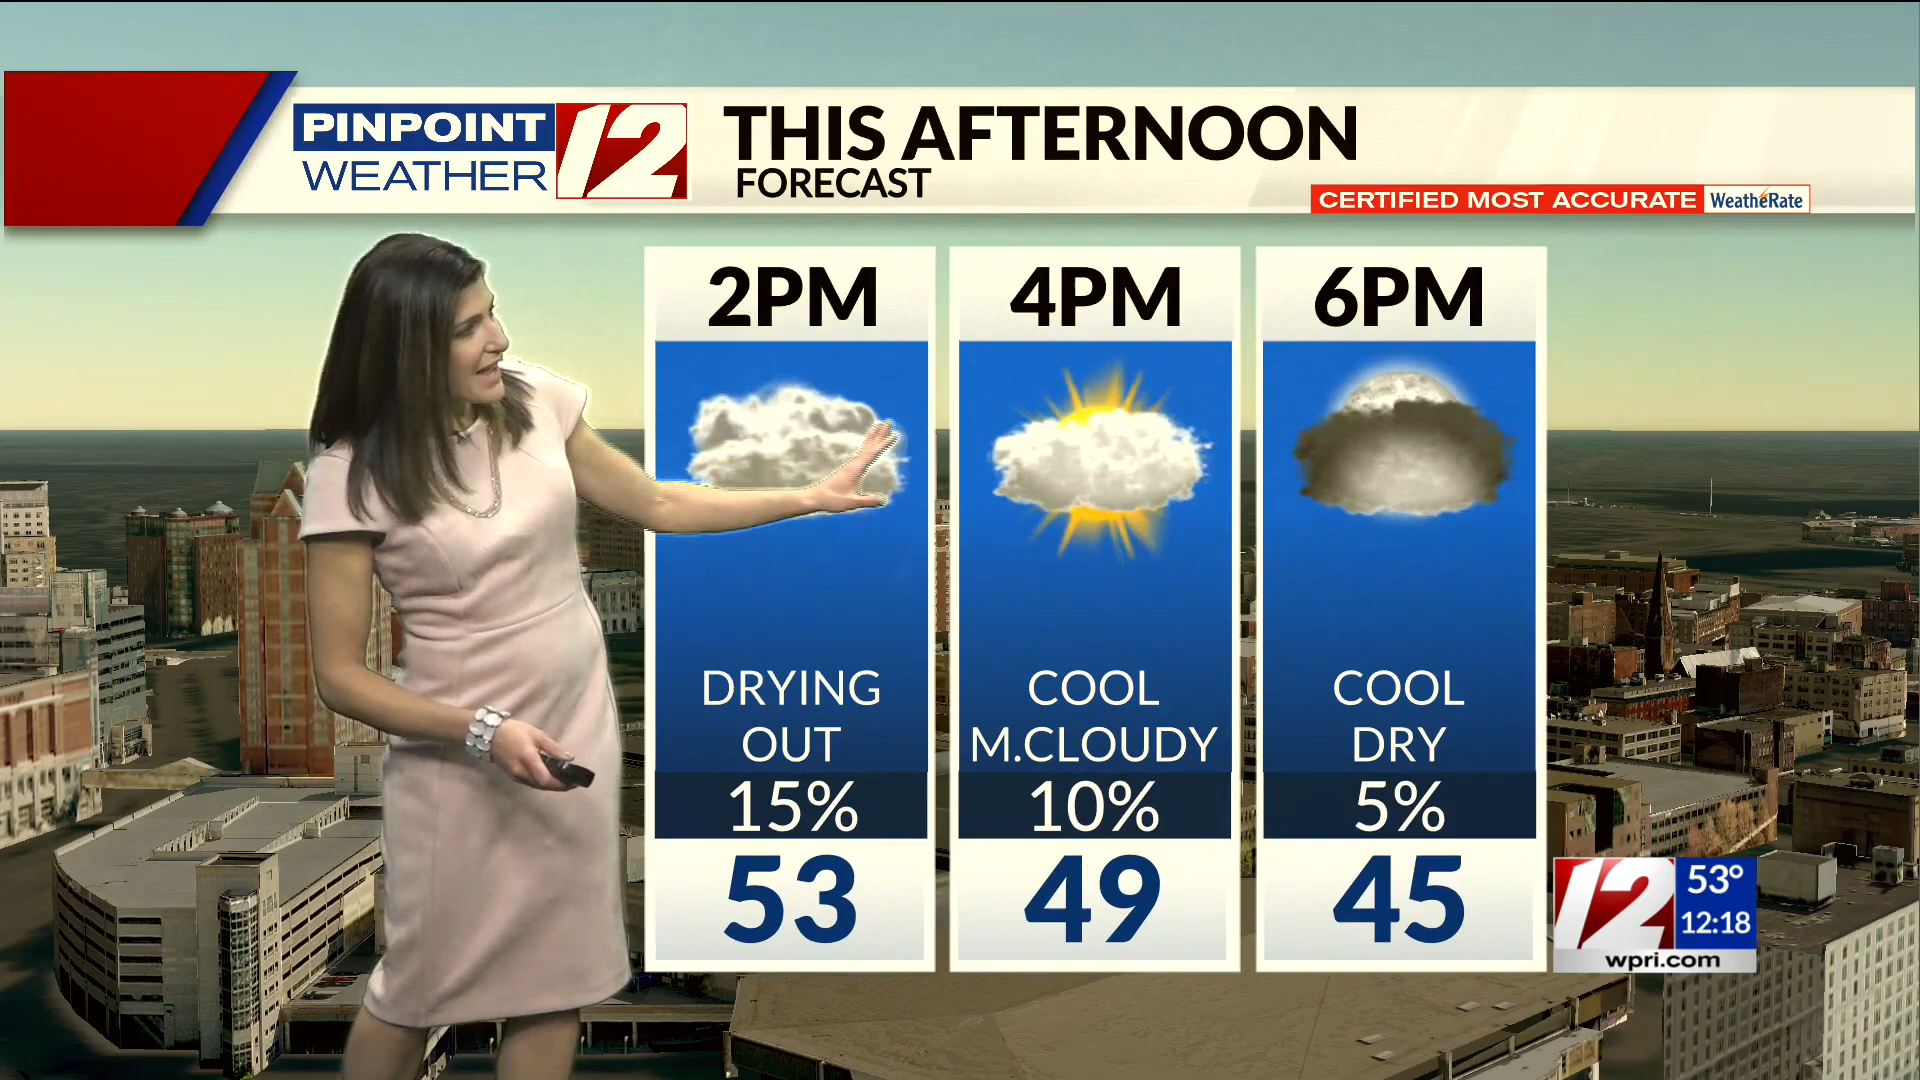 PINPOINT
WEATHER
12
THIS AFTERNOON
FORECAST
CERTIFIED MOST ACCURATE WeatheRate
2PM
DRYING
OUT
15%
53
4PM
COOL
M.CLOUDY
10%
49
6PM
COOL
DRY
5%
45
12
53°
12:18
wpri.com